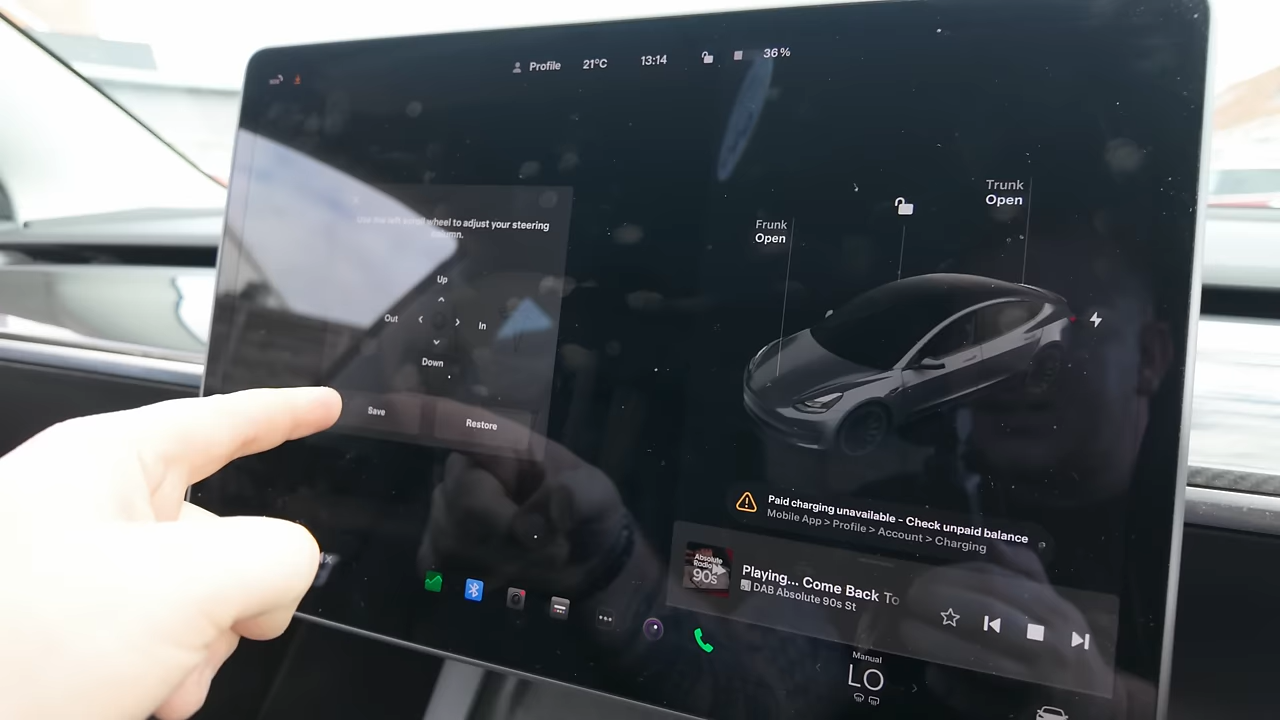 Profile 21°C 13:14 36%
Use the left scroll wheel to adjust your steering
column.
Up
Out In
Down
Save
Restore
Frunk
Open
Trunk
Open
Paid charging unavailable - Check unpaid balance
Mobile App > Profile > Account > Charging
Absolute
Radio
90s
Playing... Come Back To
DAB Absolute 90s St
Manual
LO